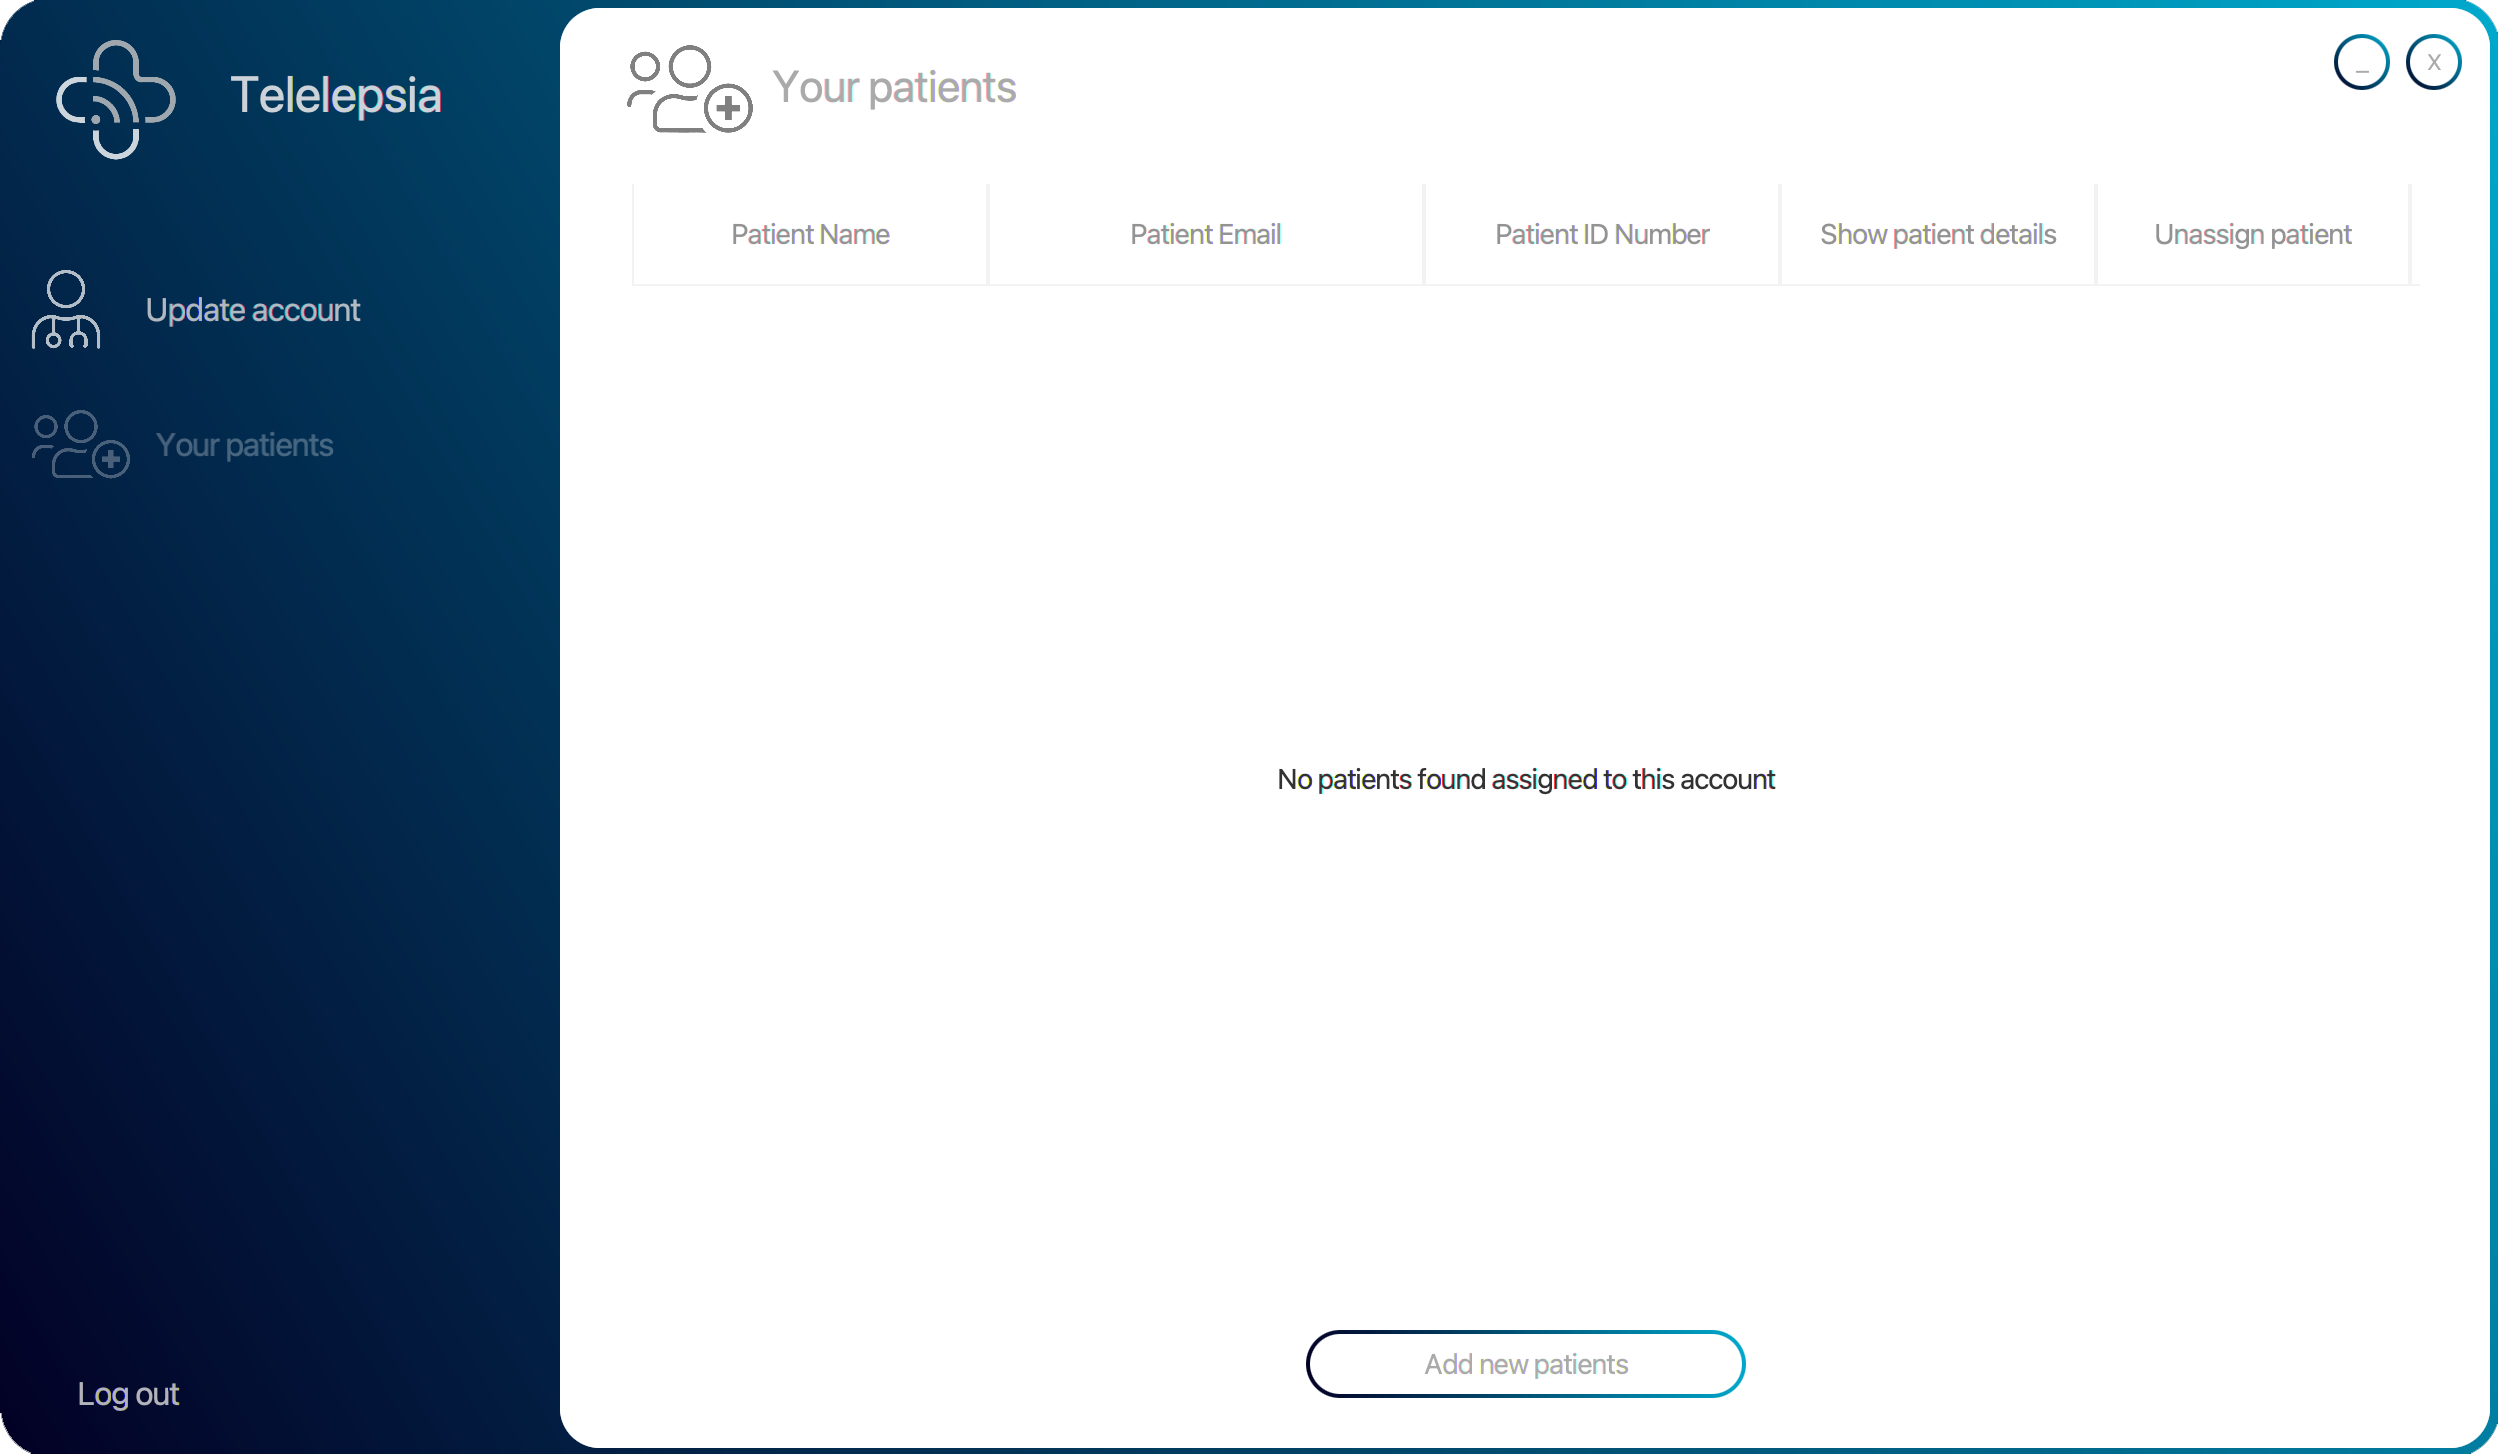 Telelepsia
Update account
Your patients
Log out
Your patients
_
X
Patient Name
Patient Email
Patient ID Number
Show patient details
Unassign patient
No patients found assigned to this account
Add new patients